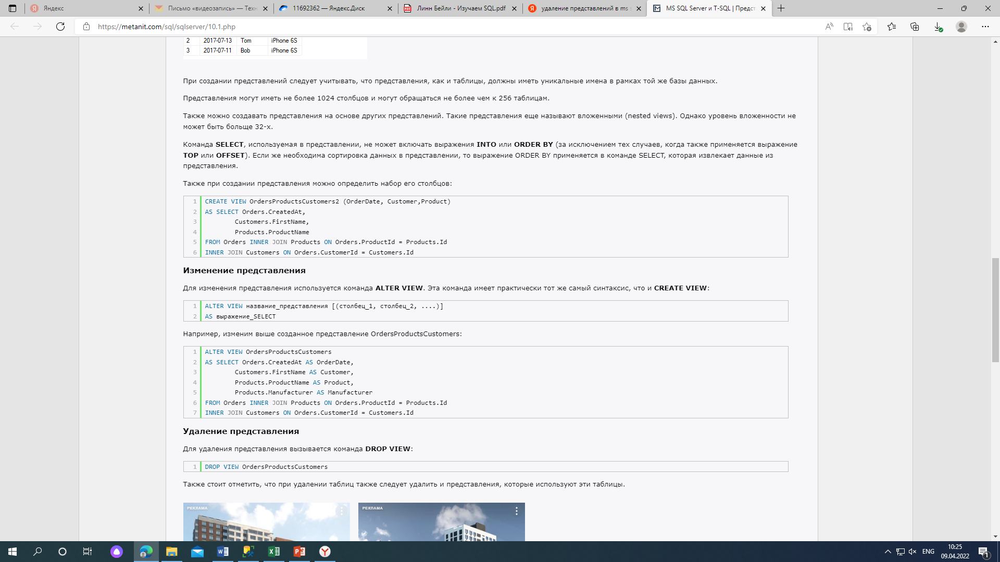 Яндекс
Письмо «видеозапись» — Техн
11692362 — Яндекс.Диск
Линн Бейли - Изучаем SQL.pdf
удаление представлений в ms s
MS SQL Server и T-SQL | Предст
https://metanit.com/sql/sqlserver/10.1.php
2 2017-07-13 Tom iPhone 6S
3 2017-07-11 Bob iPhone 6S
При создании представлений следует учитывать, что представления, как и таблицы, должны иметь уникальные имена в рамках той же базы данных.
Представления могут иметь не более 1024 столбцов и могут обращаться не более чем к 256 таблицам.
Также можно создавать представления на основе других представлений. Такие представления еще называют вложенными (nested views). Однако уровень вложенности не
может быть больще 32-х.
Команда SELECT, используемая в представлении, не может включать выражения INTO или ORDER BY (за исключением тех случаев, когда также применяется выражение
TOP или OFFSET). Если же необходима сортировка данных в представлении, то выражение ORDER BY применяется в команде SELECT, которая извлекает данные из
представления.
Также при создании представления можно определить набор его столбцов:
1 CREATE VIEW OrdersProductsCustomers2 (OrderDate, Customer,Product)
2 AS SELECT Orders.CreatedAt,
3 Customers.FirstName,
4 Products.ProductName
5 FROM Orders INNER JOIN Products ON Orders.ProductId = Products.Id
6 INNER JOIN Customers ON Orders.CustomerId = Customers.Id
Изменение представления
Для изменения представления используется команда ALTER VIEW. Эта команда имеет практически тот же самый синтаксис, что и CREATE VIEW:
1 ALTER VIEW название_представления [(столбец_1, столбец_2, ....)]
2 AS выражение_SELECT
Например, изменим выше созданное представление OrdersProductsCustomers:
1 ALTER VIEW OrdersProductsCustomers
2 AS SELECT Orders.CreatedAt AS OrderDate,
3 Customers.FirstName AS Customer,
4 Products.ProductName AS Product,
5 Products.Manufacturer AS Manufacturer
6 FROM Orders INNER JOIN Products ON Orders.ProductId = Products.Id
7 INNER JOIN Customers ON Orders.CustomerId = Customers.Id
Удаление представления
Для удаления представления вызывается команда DROP VIEW:
1 DROP VIEW OrdersProductsCustomers
Также стоит отметить, что при удалении таблиц также следует удалить и представления, которые используют эти таблицы.
РЕКЛАМА
РЕКЛАМА
ENG
10:25
09.04.2022
1